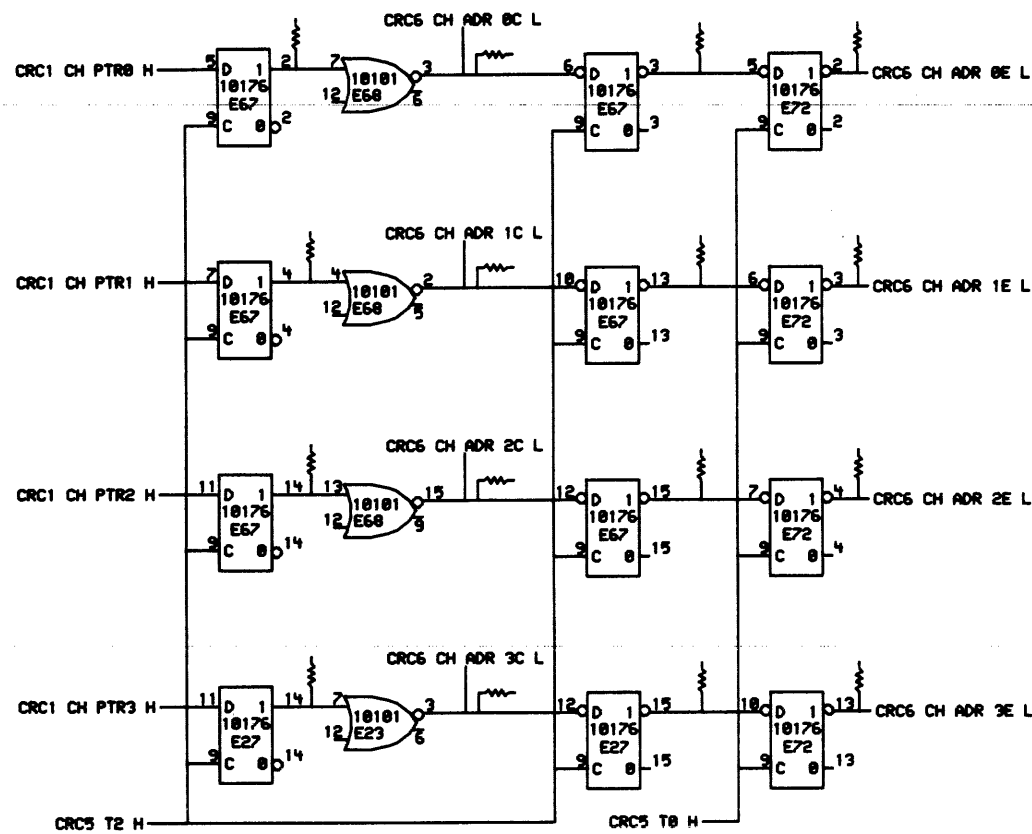 CRC6 CH ADR 0C L
CRC1 CH PTR0 H 5 D 1 2 7 3 6 D 1 3 5 D 1 2 CRC6 CH ADR 0E L
10176 10101 10176 10176
E67 12 E68 6 E67 E72
9 C 0 2 9 C 0 3 9 C 0 2
CRC6 CH ADR 1C L
CRC1 CH PTR1 H 7 D 1 4 4 2 10 D 1 13 6 D 1 3 CRC6 CH ADR 1E L
10176 10101 10176 10176
E67 12 E68 5 E67 E72
9 C 0 4 9 C 0 13 9 C 0 3
CRC6 CH ADR 2C L
CRC1 CH PTR2 H 11 D 1 14 13 15 12 D 1 15 7 D 1 4 CRC6 CH ADR 2E L
10176 10101 10176 10176
E67 12 E68 9 E67 E72
9 C 0 14 9 C 0 15 9 C 0 4
CRC6 CH ADR 3C L
CRC1 CH PTR3 H 11 D 1 14 7 3 12 D 1 15 10 D 1 13 CRC6 CH ADR 3E L
10176 10101 10176 10176
E27 12 E23 6 E27 E72
9 C 0 14 9 C 0 15 9 C 0 13
CRC5 T2 H CRC5 T0 H